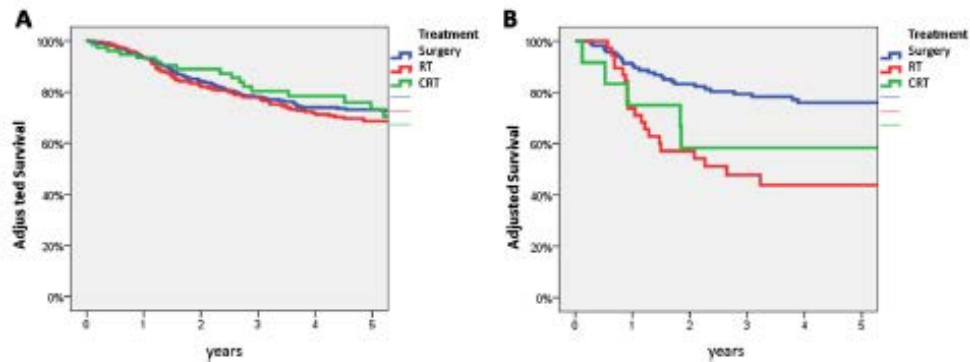 A
Adjusted Survival
100%
80%
60%
40%
20%
0%
0 1 2 3 4 5
years
Treatment
Surgery
RT
CRT
B
Adjusted Survival
100%
80%
60%
40%
20%
0%
0 1 2 3 4 5
years
Treatment
Surgery
RT
CRT